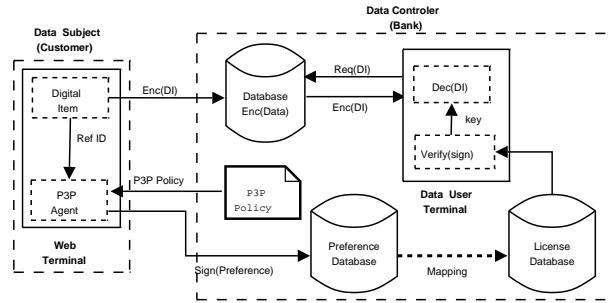 Data Controler
(Bank)
Data Subject
(Customer)
Digital
Item
Enc(DI)
Database
Enc(Data)
Req(DI)
Enc(DI)
Dec(DI)
key
Verify(sign)
Ref ID
P3P
Agent
P3P Policy
P3P
Policy
Data User
Terminal
Web
Terminal
Sign(Preference)
Preference
Database
Mapping
License
Database